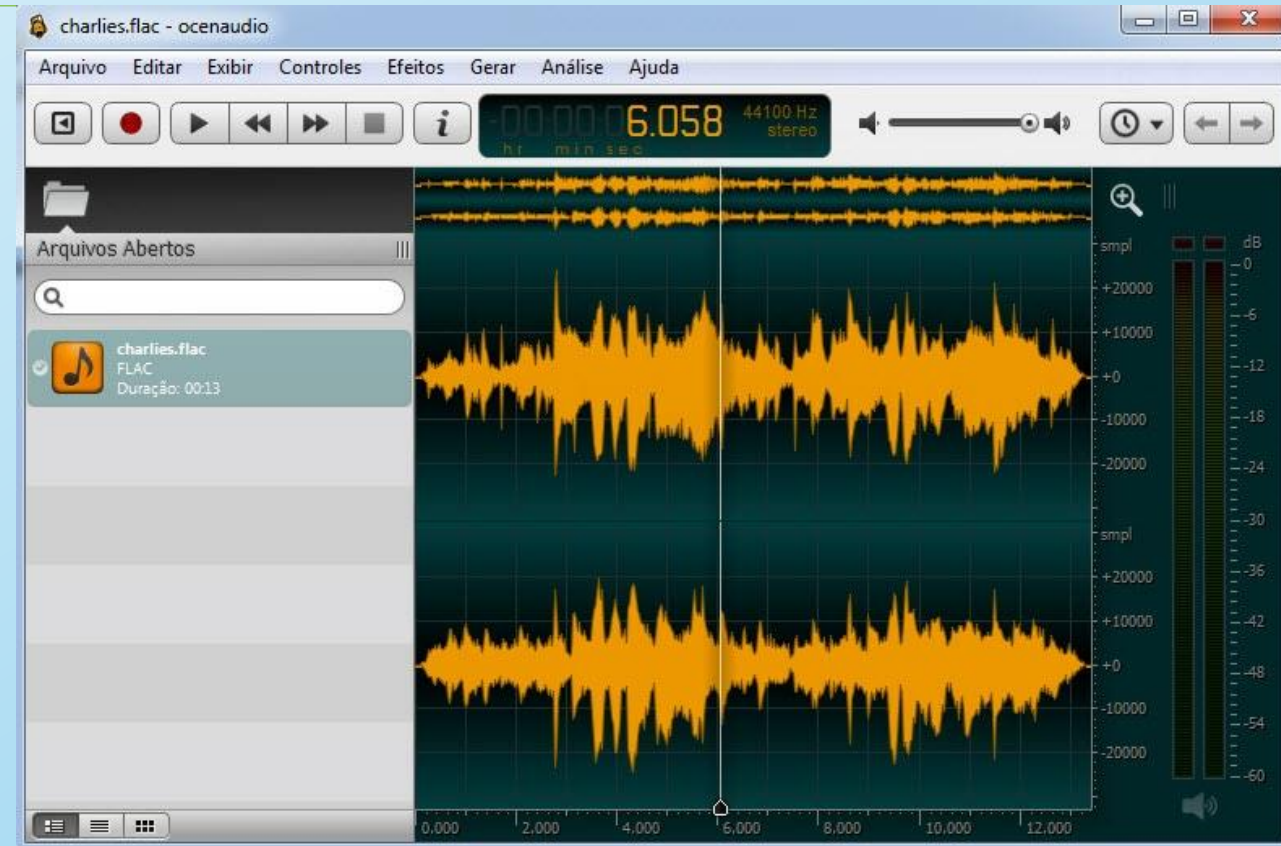 charlies.flac - ocenaudio
Arquivo Editar Exibir Controles Efeitos Gerar Análise Ajuda
-00:00:06.058
hr min sec
44100 Hz
stereo
Arquivos Abertos
charlies.flac
FLAC
Duração: 00:13
smpl
+20000
+10000
+0
-10000
-20000
smpl
+20000
+10000
+0
-10000
-20000
dB
-0
-6
-12
-18
-24
-30
-36
-42
-48
-54
-60
0.000 2.000 4.000 6.000 8.000 10.000 12.000